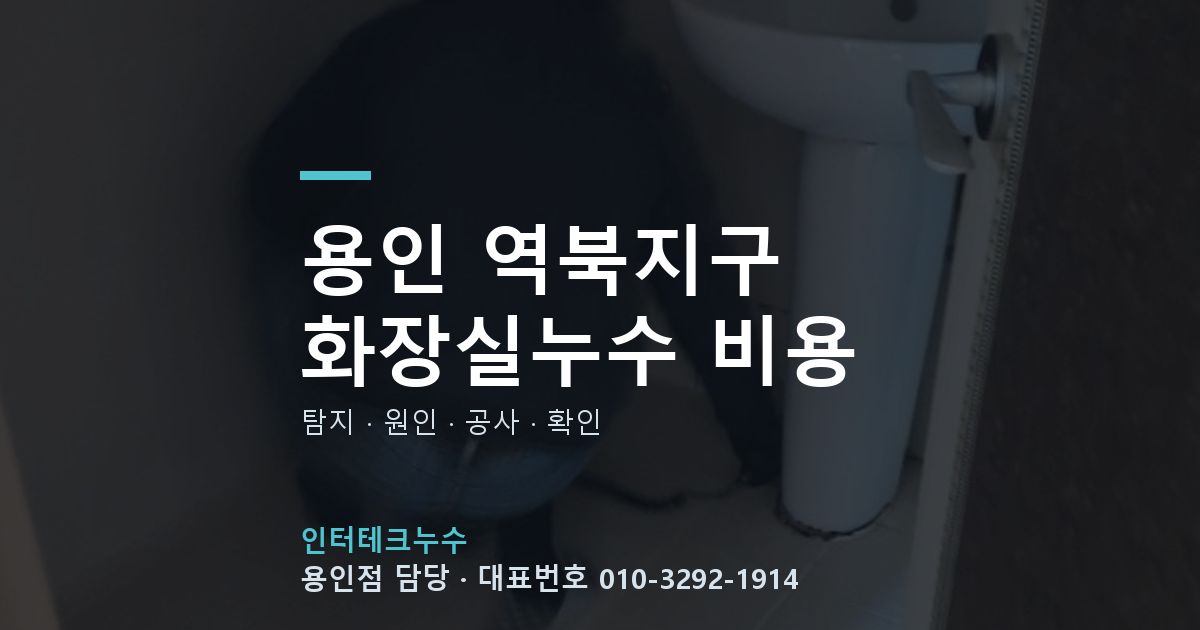 용인 역북지구
화장실누수 비용
탐지 · 원인 · 공사 · 확인
인터테크누수
용인점 담당 · 대표번호 010-3292-1914